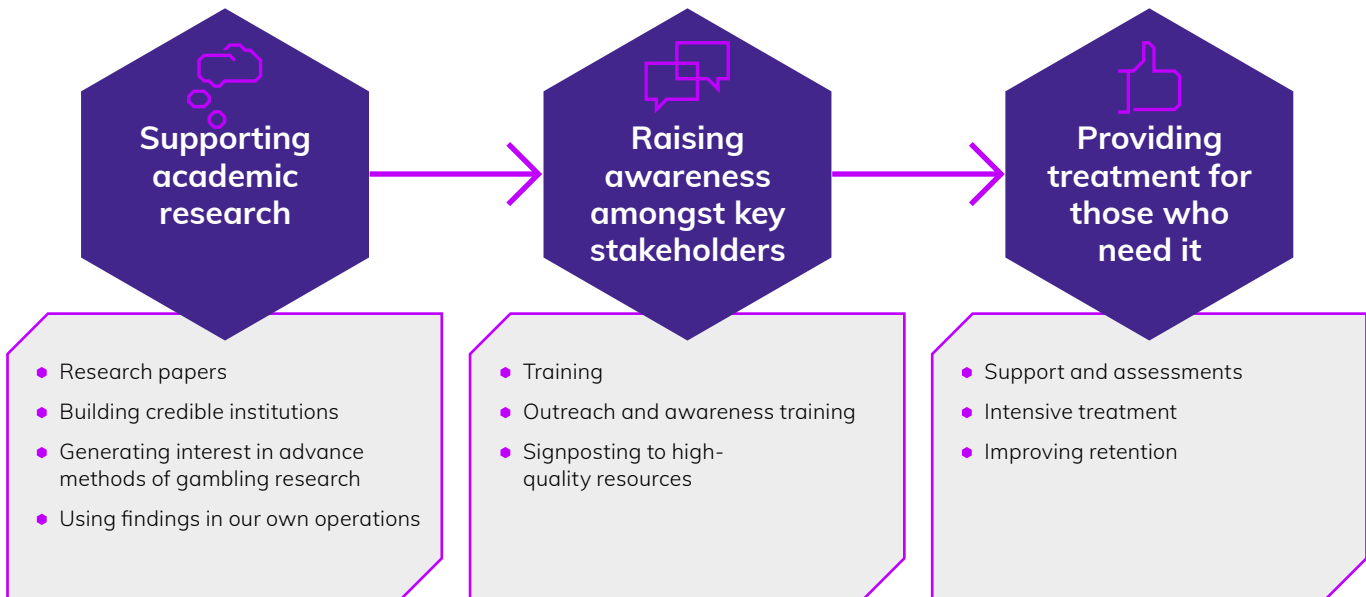 Supporting
academic
research
Raising
awareness
amongst key
stakeholders
Providing
treatment for
those who
need it
Research papers
Building credible institutions
Generating interest in advance
methods of gambling research
Using findings in our own operations
Training
Outreach and awareness training
Signposting to high-
quality resources
Support and assessments
Intensive treatment
Improving retention